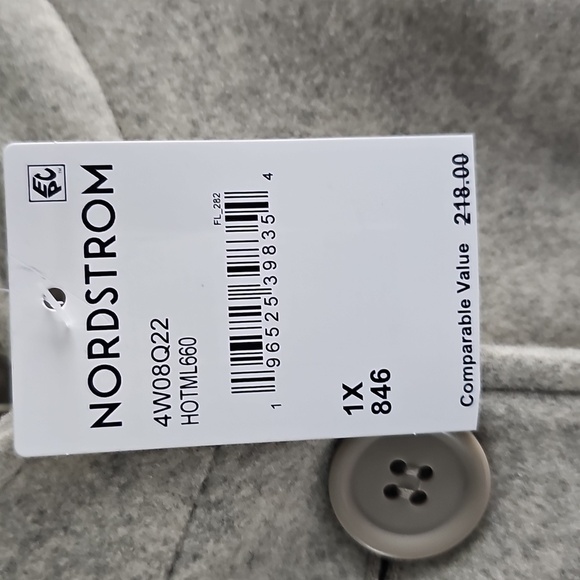 NORDSTROM
4W08Q22
HOTML660
FL_282
1 96525 39835 4
1X
846
Comparable Value 218.00